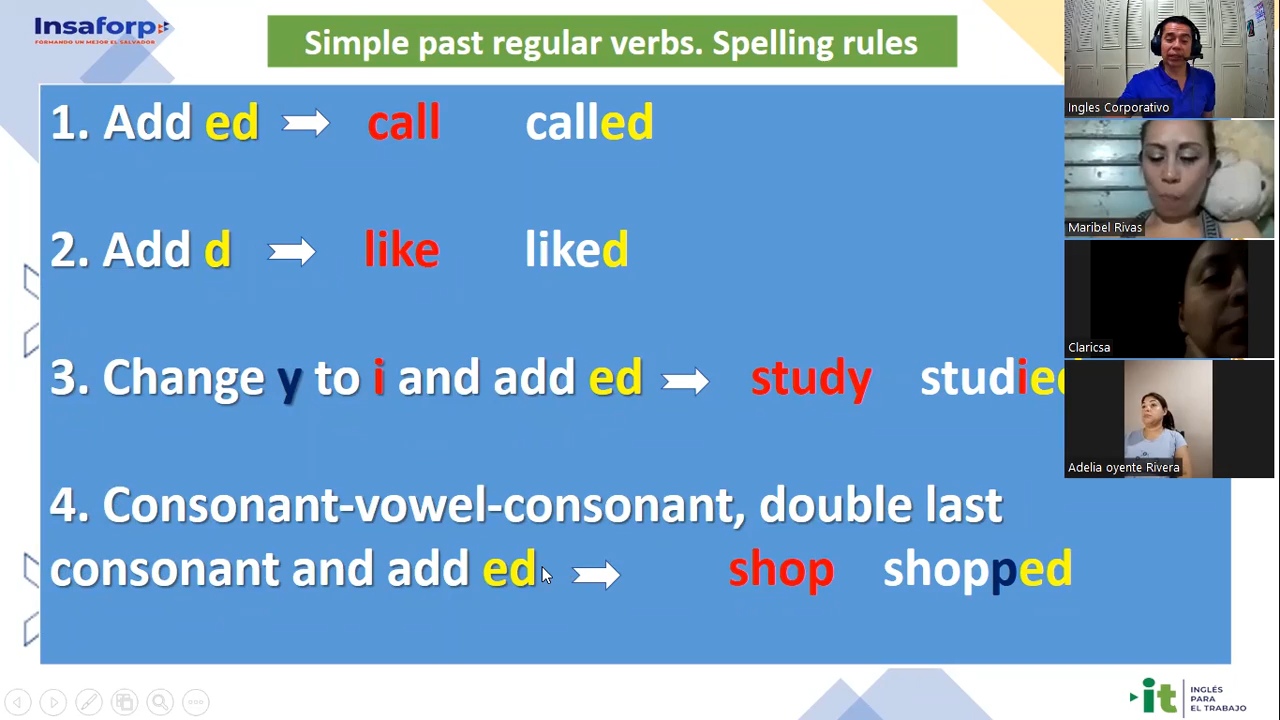 Insaforp
FORMANDO UN MEJOR EL SALVADOR
Simple past regular verbs. Spelling rules
1. Add ed call called
2. Add d like liked
3. Change y to i and add ed study studied
4. Consonant-vowel-consonant, double last
consonant and add ed shop shopped
Ingles Corporativo
Maribel Rivas
Claricsa
Adelia oyente Rivera
it INGLÉS
PARA
EL TRABAJO